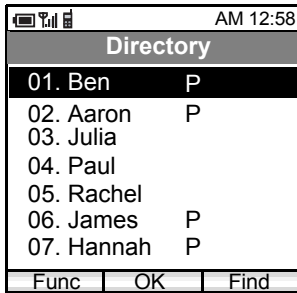 AM 12:58
Directory
01. Ben P
02. Aaron P
03. Julia
04. Paul
05. Rachel
06. James P
07. Hannah P
Func OK Find